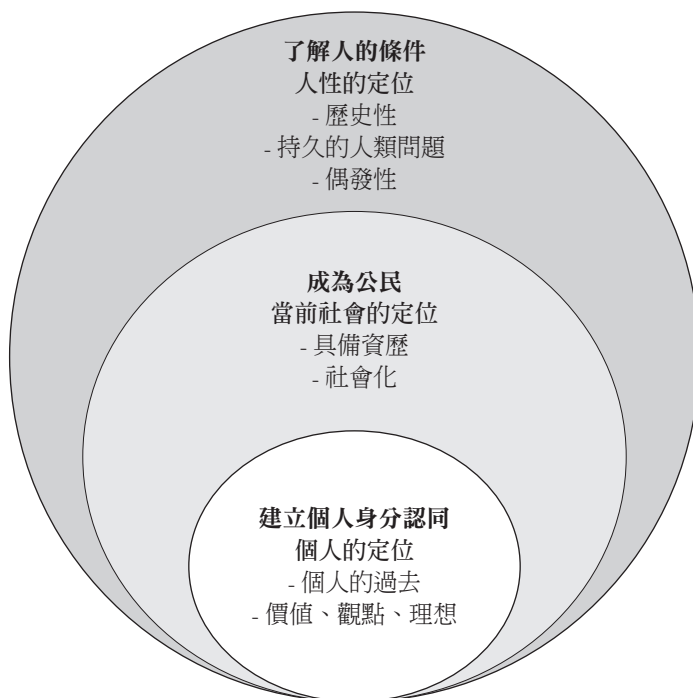 了解人的條件
人性的定位
- 歷史性
- 持久的人類問題
- 偶發性
成為公民
當前社會的定位
- 具備資歷
- 社會化
建立個人身分認同
個人的定位
- 個人的過去
- 價值、觀點、理想